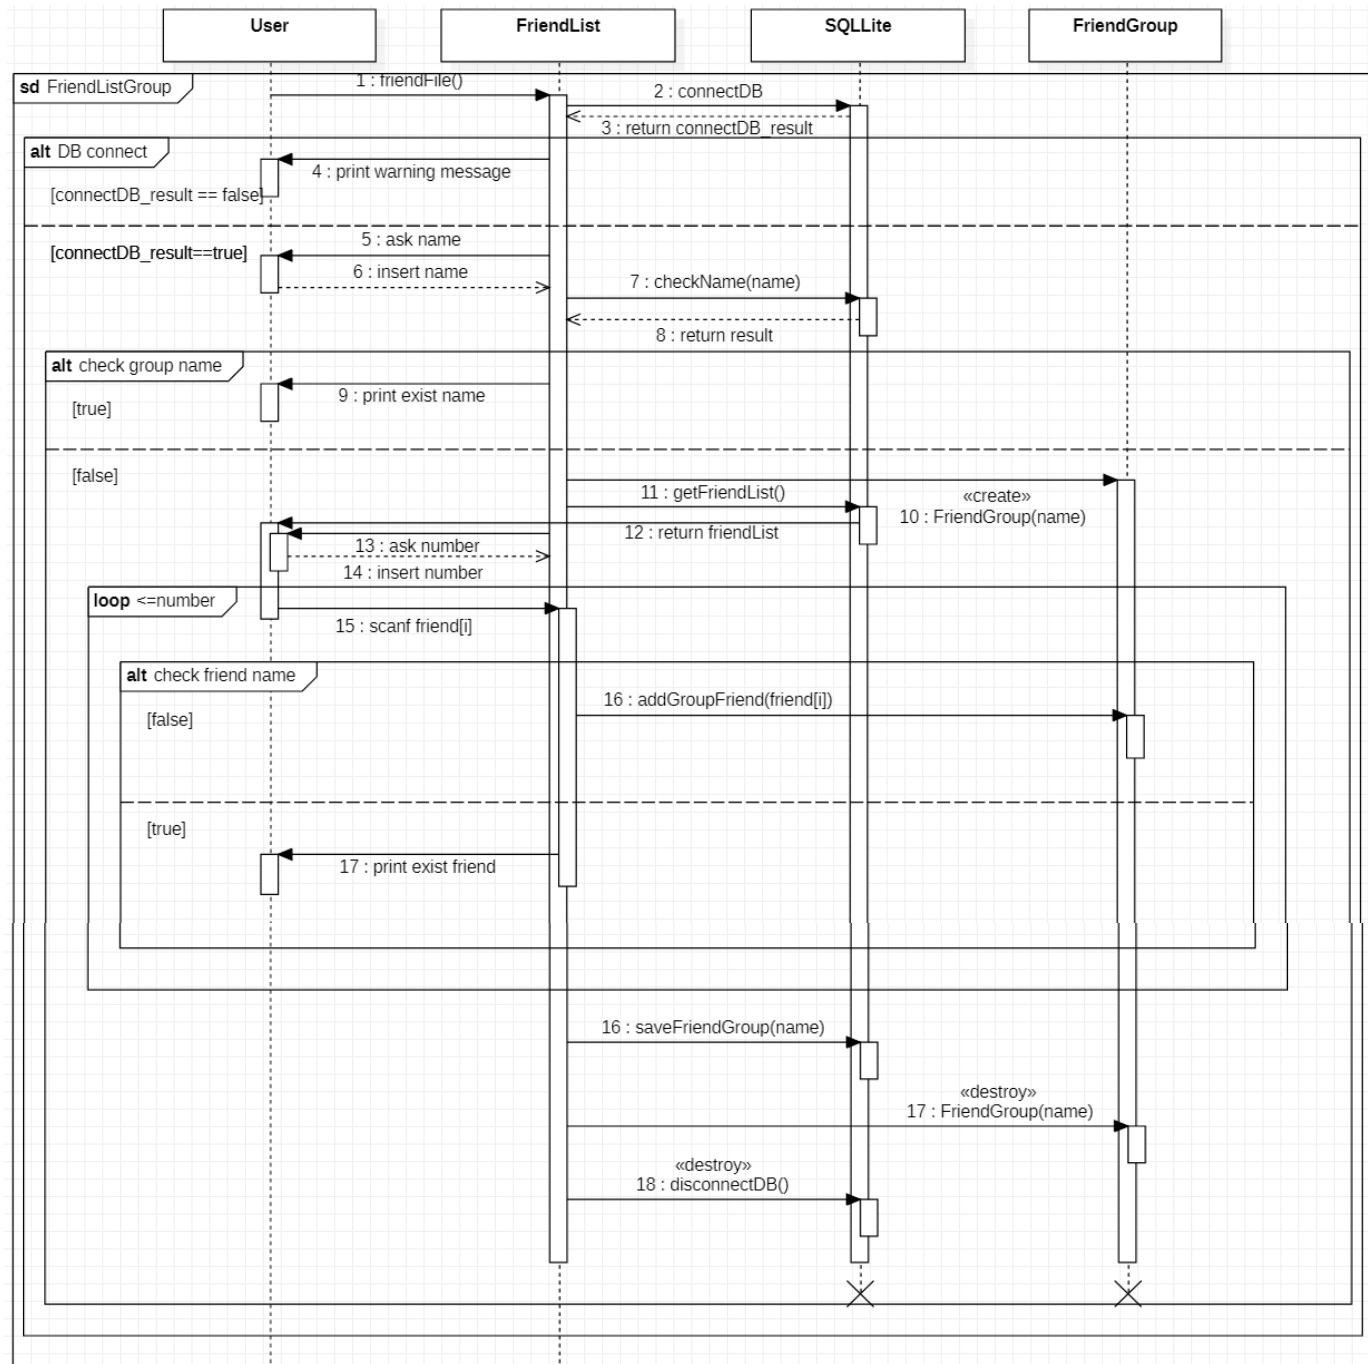 User
FriendList
SQLLite
FriendGroup
sd FriendListGroup
1 : friendFile()
2 : connectDB
3 : return connectDB_result
alt DB connect
4 : print warning message
[connectDB_result == false]
5 : ask name
[connectDB_result==true]
6 : insert name
7 : checkName(name)
8 : return result
alt check group name
9 : print exist name
[true]
[false]
11 : getFriendList()
«create»
10 : FriendGroup(name)
12 : return friendList
13 : ask number
14 : insert number
loop <=number
15 : scanf friend[i]
alt check friend name
16 : addGroupFriend(friend[i])
[false]
[true]
17 : print exist friend
16 : saveFriendGroup(name)
«destroy»
17 : FriendGroup(name)
«destroy»
18 : disconnectDB()